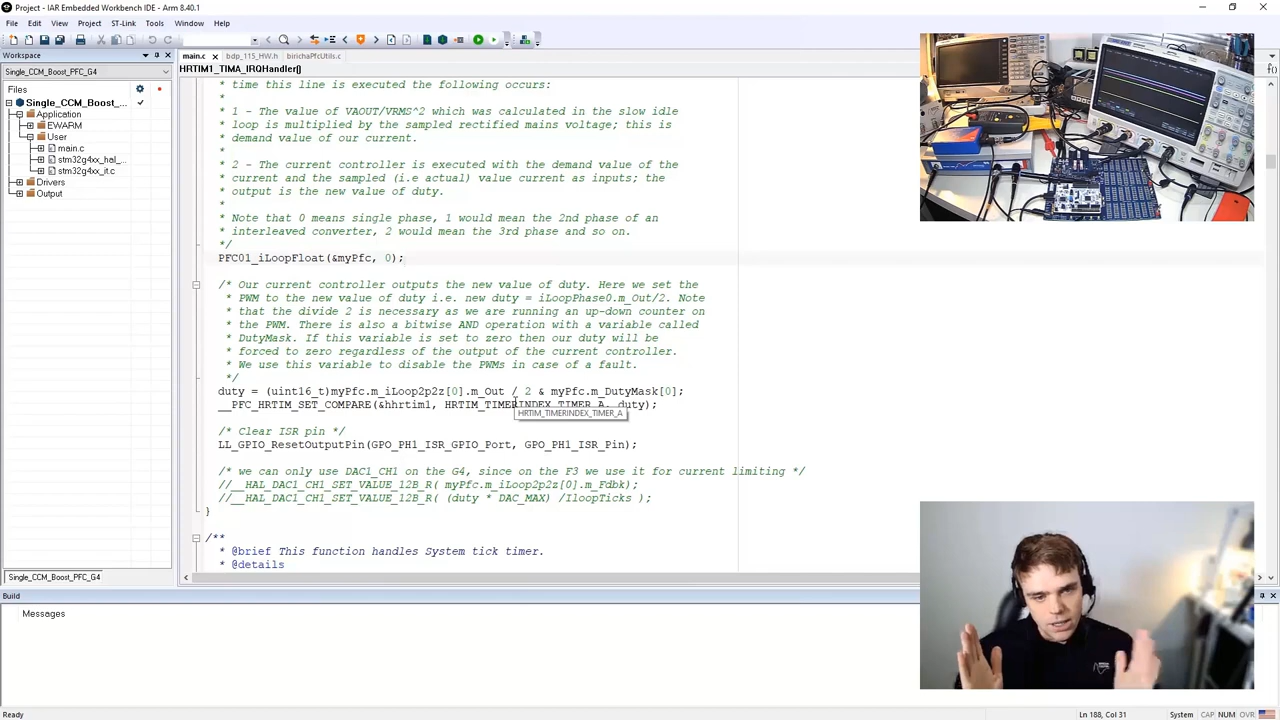 Project - IAR Embedded Workbench IDE - Arm 8.40.1
File Edit View Project ST-Link Tools Window Help
Workspace
main.c bdp_115_HW.h birichaPfcUtils.c
Single_CCM_Boost_PFC_G4
HRTIM1_TIMA_IRQHandler()
Files
Single_CCM_Boost_...
Application
EWARM
User
main.c
stm32g4xx_hal_...
stm32g4xx_it.c
Drivers
Output
* time this line is executed the following occurs:
*
* 1 - The value of VAOUT/VRMS^2 which was calculated in the slow idle
* loop is multiplied by the sampled rectified mains voltage; this is
* demand value of our current.
*
* 2 - The current controller is executed with the demand value of the
* current and the sampled (i.e actual) value current as inputs; the
* output is the new value of duty.
*
* Note that 0 means single phase, 1 would mean the 2nd phase of an
* interleaved converter, 2 would mean the 3rd phase and so on.
*/
PFC01_iLoopFloat(&myPfc, 0);
/* Our current controller outputs the new value of duty. Here we set the
* PWM to the new value of duty i.e. new duty = iLoopPhase0.m_Out/2. Note
* that the divide 2 is necessary as we are running an up-down counter on
* the PWM. There is also a bitwise AND operation with a variable called
* DutyMask. If this variable is set to zero then our duty will be
* forced to zero regardless of the output of the current controller.
* We use this variable to disable the PWMs in case of a fault.
*/
duty = (uint16_t)myPfc.m_iLoop2p2z[0].m_Out / 2 & myPfc.m_DutyMask[0];
__PFC_HRTIM_SET_COMPARE(&hhrtim1, HRTIM_TIMERINDEX_TIMER_A, duty);
HRTIM_TIMERINDEX_TIMER_A
/* Clear ISR pin */
LL_GPIO_ResetOutputPin(GPO_PH1_ISR_GPIO_Port, GPO_PH1_ISR_Pin);
/* we can only use DAC1_CH1 on the G4, since on the F3 we use it for current limiting */
//__HAL_DAC1_CH1_SET_VALUE_12B_R( myPfc.m_iLoop2p2z[0].m_Fdbk);
//__HAL_DAC1_CH1_SET_VALUE_12B_R( (duty * DAC_MAX) /IloopTicks );
}
/**
* @brief This function handles System tick timer.
* @details
Single_CCM_Boost_PFC_G4
Build
Messages
Ready
Ln 188, Col 31 System CAP NUM OVR